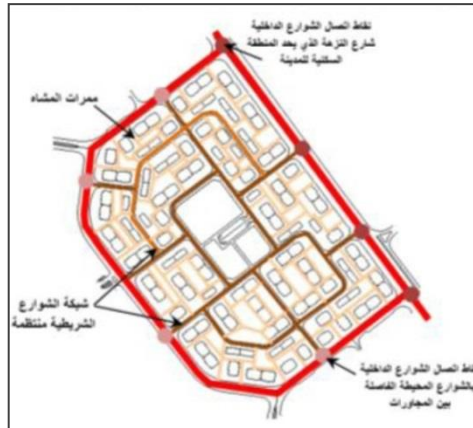 نقاط اتصال الشوارع الداخلية
شارع النزهة الذي يحد المنطقة
السكنية للمدينة
ممرات المشاه
شبكة الشوارع
الشريطية منتظمة
نقاط اتصال الشوارع الداخلية
بالشوارع المحيطة الفاصلة
بين المجاورات